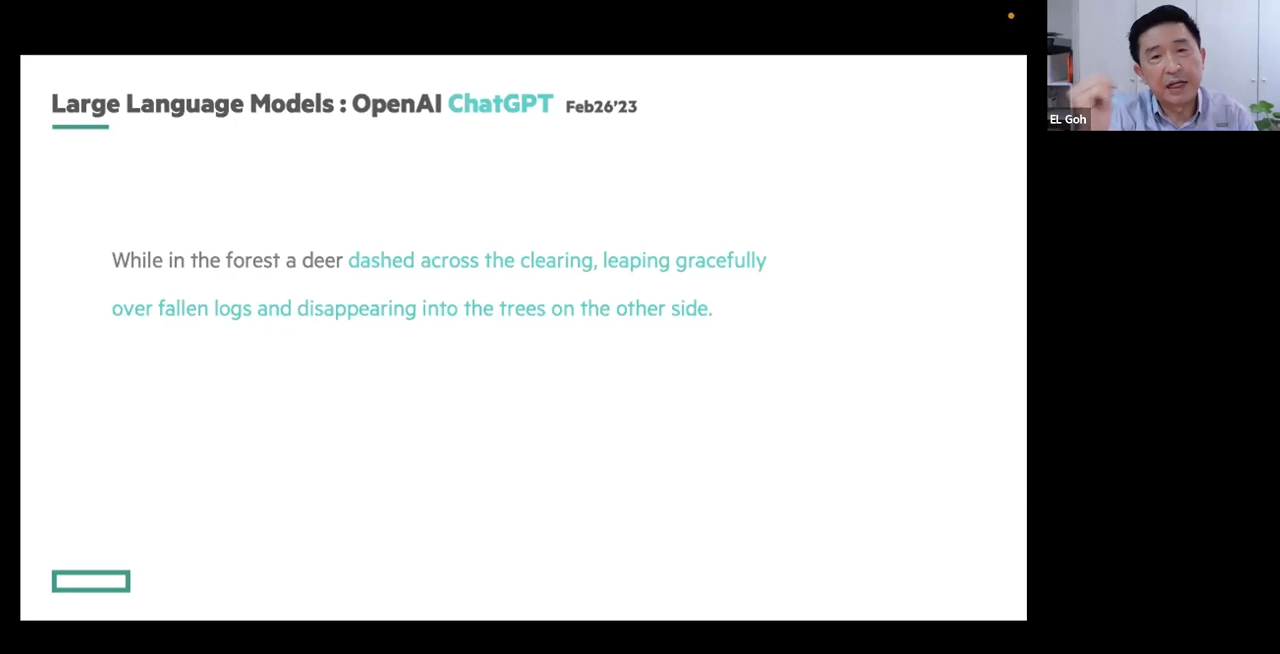 Large Language Models : OpenAI ChatGPT Feb26'23
While in the forest a deer dashed across the clearing, leaping gracefully
over fallen logs and disappearing into the trees on the other side.
EL Goh